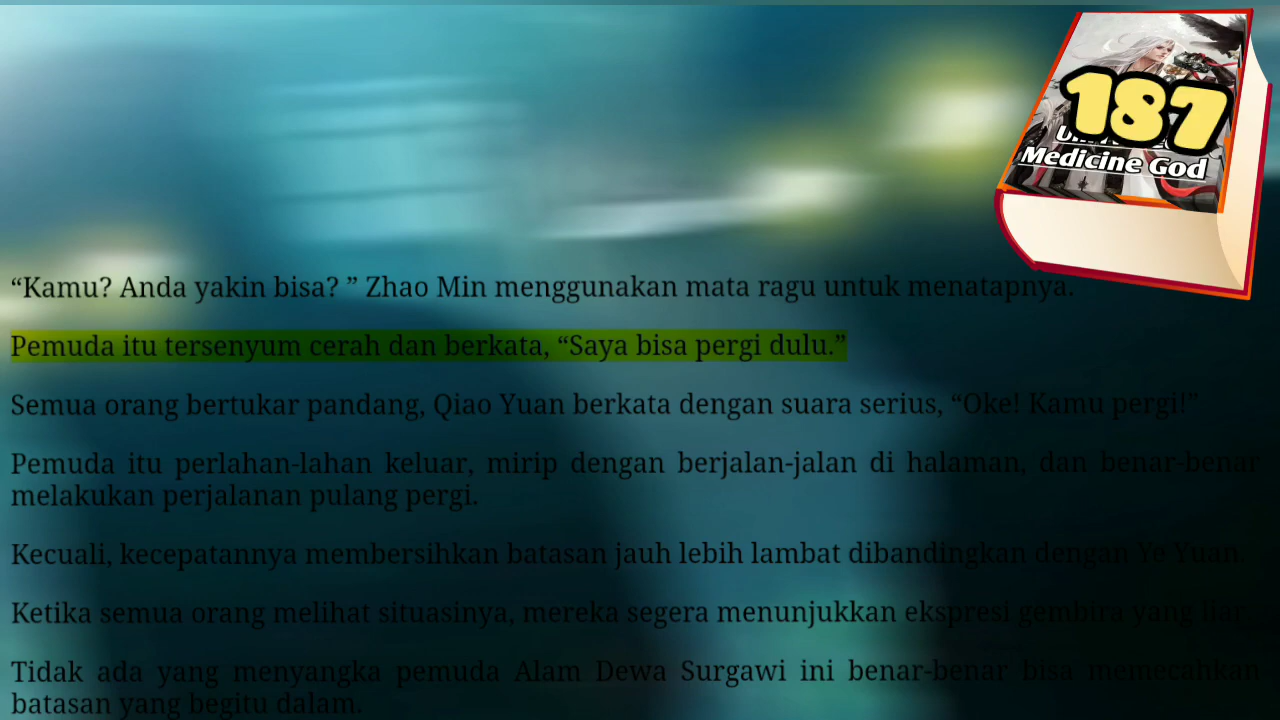 187
Medicine God
“Kamu? Anda yakin bisa? ” Zhao Min menggunakan mata ragu untuk menatapnya.
Pemuda itu tersenyum cerah dan berkata, “Saya bisa pergi dulu.”
Semua orang bertukar pandang, Qiao Yuan berkata dengan suara serius, “Oke! Kamu pergi!”
Pemuda itu perlahan-lahan keluar, mirip dengan berjalan-jalan di halaman, dan benar-benar
melakukan perjalanan pulang pergi.
Kecuali, kecepatannya membersihkan batasan jauh lebih lambat dibandingkan dengan Ye Yuan.
Ketika semua orang melihat situasinya, mereka segera menunjukkan ekspresi gembira yang liar.
Tidak ada yang menyangka pemuda Alam Dewa Surgawi ini benar-benar bisa memecahkan
batasan yang begitu dalam.